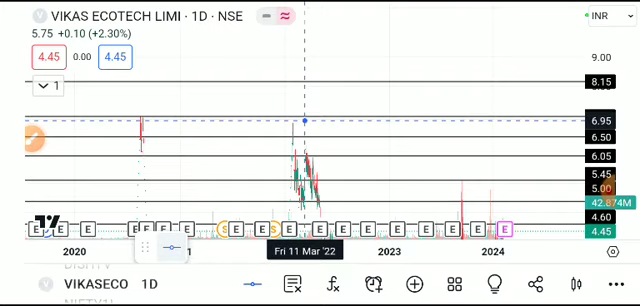 V VIKAS ECOTECH LIMI · 1D · NSE
INR
5.75 +0.10 (+2.30%)
4.45 0.00 4.45
9.00
1
8.15
6.95
6.50
6.05
5.45
5.00
42.874M
4.60
4.45
E E E E E E S E E S E E E E E E E E E
2020 Fri 11 Mar '22 2023 2024
VIKASECO 1D